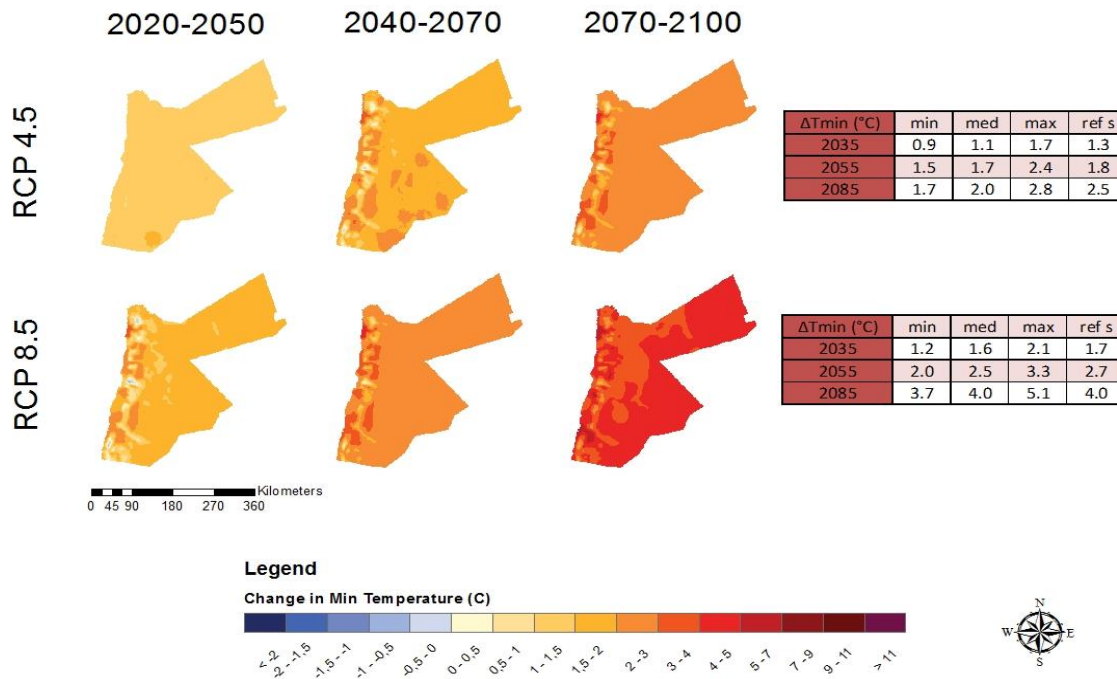 2020-2050 2040-2070 2070-2100
RCP 4.5
ΔTmin (°C) min med max ref s
2035 0.9 1.1 1.7 1.3
2055 1.5 1.7 2.4 1.8
2085 1.7 2.0 2.8 2.5
RCP 8.5
ΔTmin (°C) min med max ref s
2035 1.2 1.6 2.1 1.7
2055 2.0 2.5 3.3 2.7
2085 3.7 4.0 5.1 4.0
Kilometers
0 45 90 180 270 360
Legend
Change in Min Temperature (C)
< -2 -2 - -1,5 -1,5 - -1 -1 - -0,5 -0,5 - 0 0 - 0,5 0,5 - 1 1 - 1,5 1,5 - 2 2 - 3 3 - 4 4 - 5 5 - 7 7 - 9 9 - 11 > 11
N
W E
S